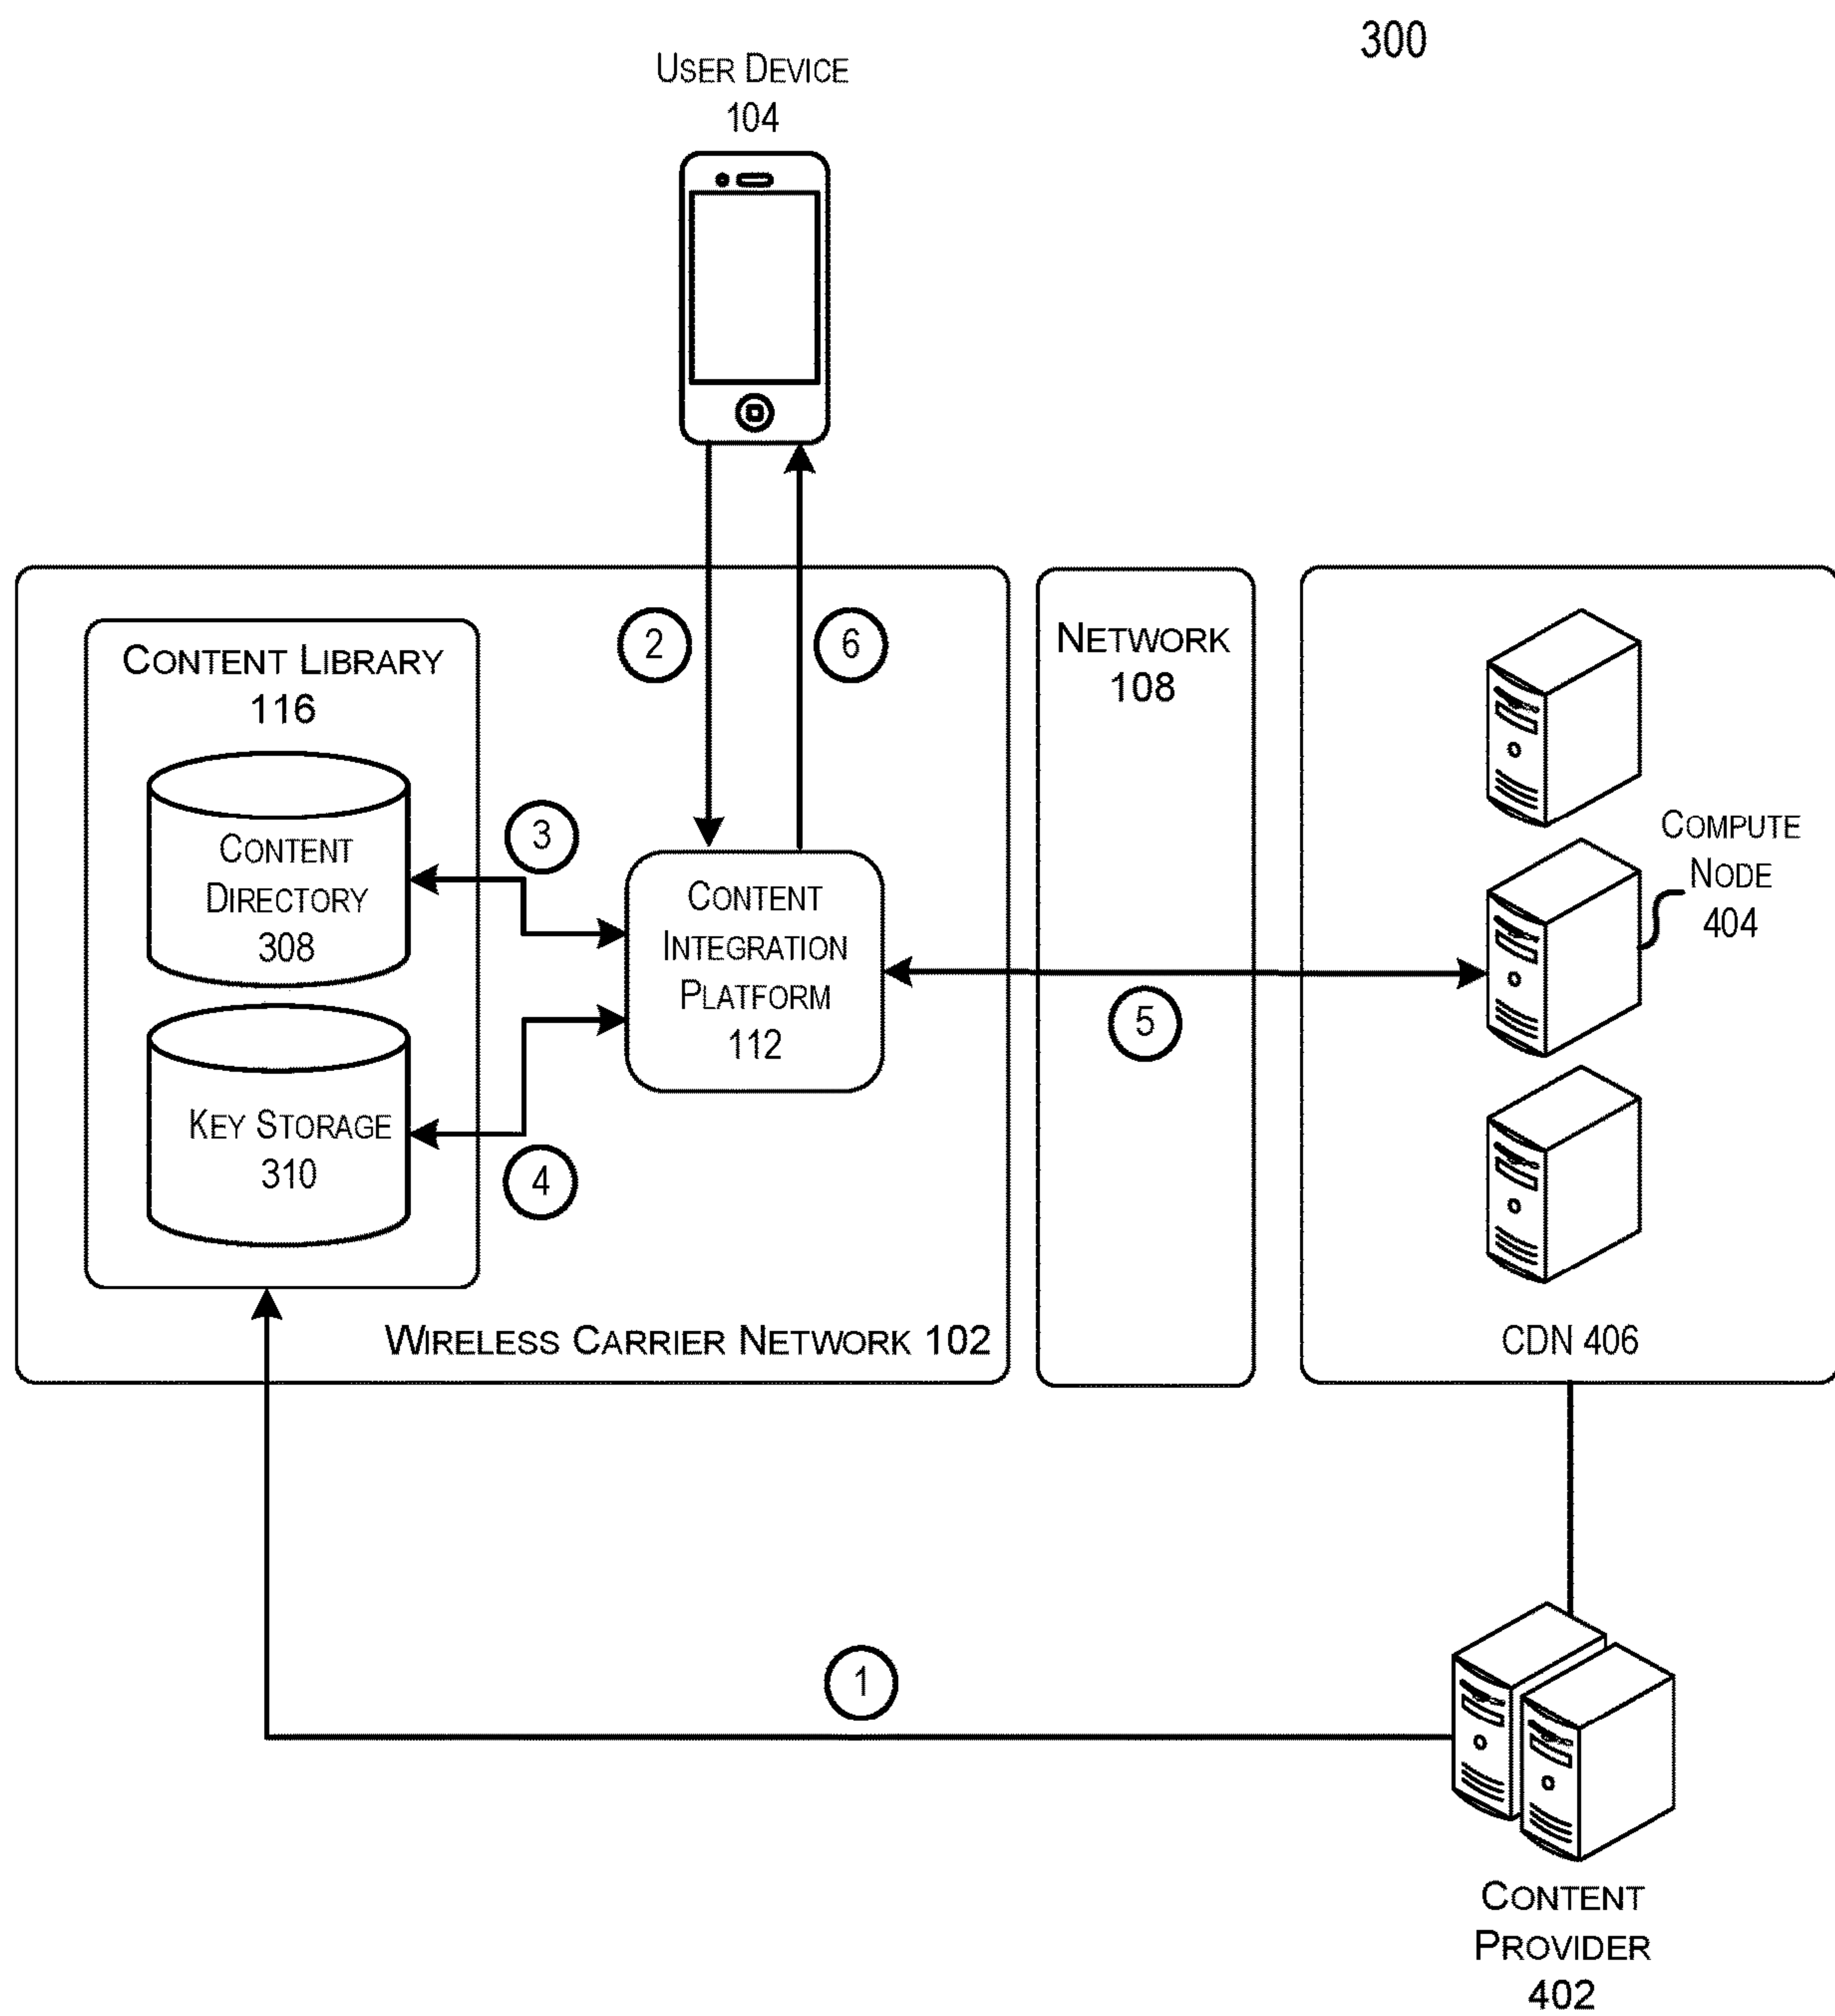 300
USER DEVICE
104
2
6
NETWORK
108
CONTENT LIBRARY
116
3
CONTENT
DIRECTORY
308
CONTENT
INTEGRATION
PLATFORM
112
COMPUTE
NODE
404
5
KEY STORAGE
310
4
WIRELESS CARRIER NETWORK 102
CDN 406
1
CONTENT
PROVIDER
402